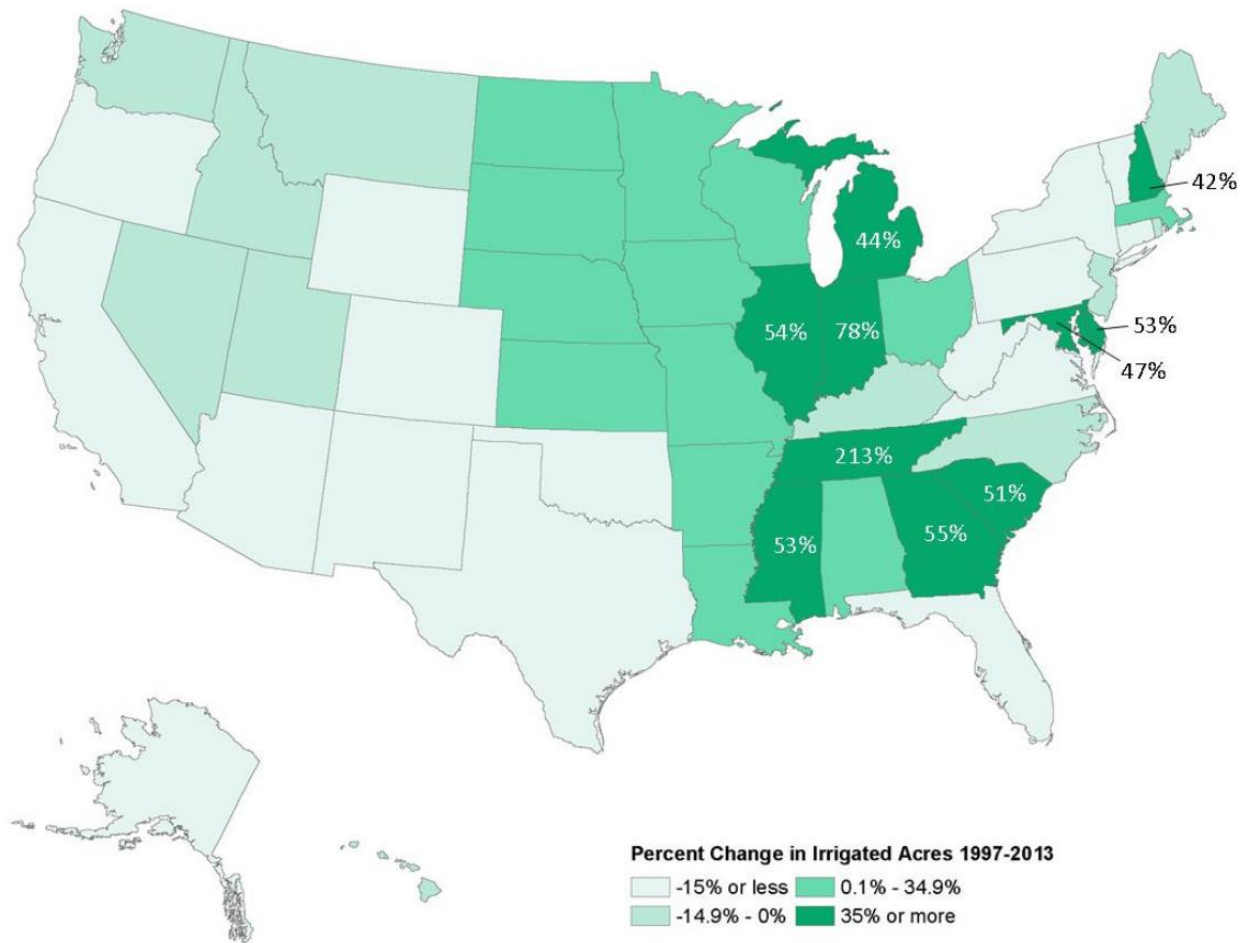 42%
44%
54%
78%
53%
47%
213%
51%
53%
55%
Percent Change in Irrigated Acres 1997-2013
-15% or less
0.1% - 34.9%
-14.9% - 0%
35% or more